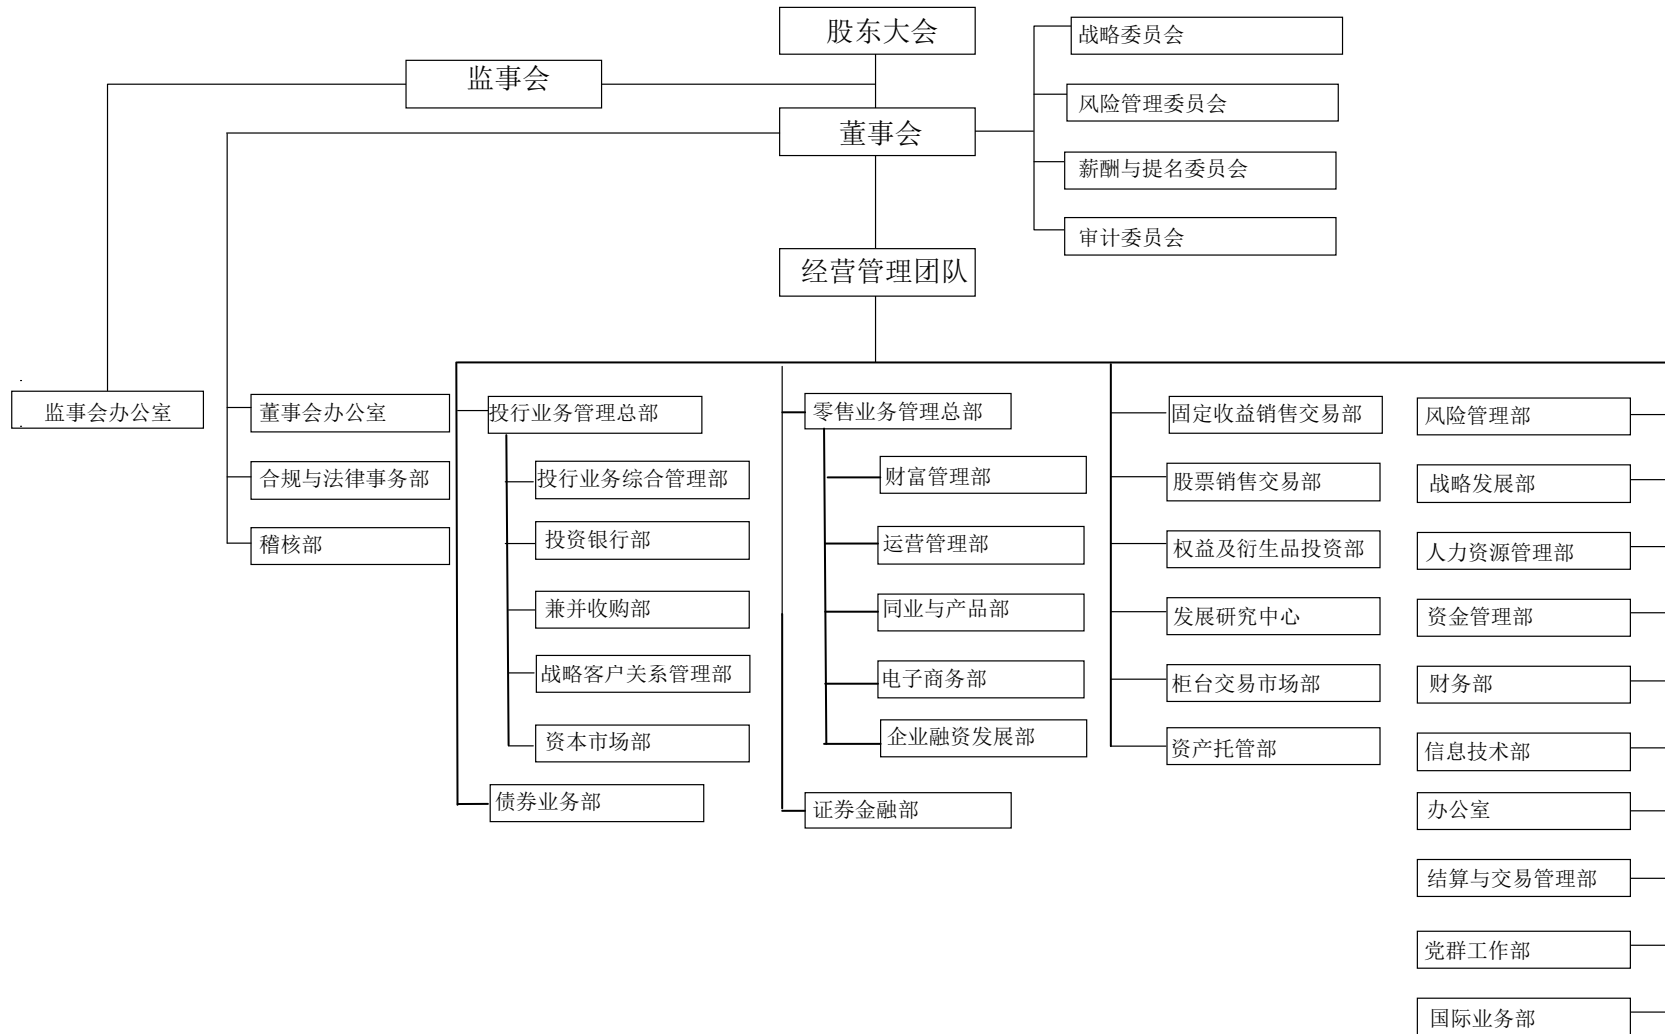 股东大会
战略委员会
监事会
风险管理委员会
董事会
薪酬与提名委员会
审计委员会
经营管理团队
监事会办公室
董事会办公室
合规与法律事务部
稽核部
投行业务管理总部
投行业务综合管理部
投资银行部
兼并收购部
战略客户关系管理部
资本市场部
债券业务部
零售业务管理总部
财富管理部
运营管理部
同业与产品部
电子商务部
企业融资发展部
证券金融部
固定收益销售交易部
股票销售交易部
权益及衍生品投资部
发展研究中心
柜台交易市场部
资产托管部
风险管理部
战略发展部
人力资源管理部
资金管理部
财务部
信息技术部
办公室
结算与交易管理部
党群工作部
国际业务部